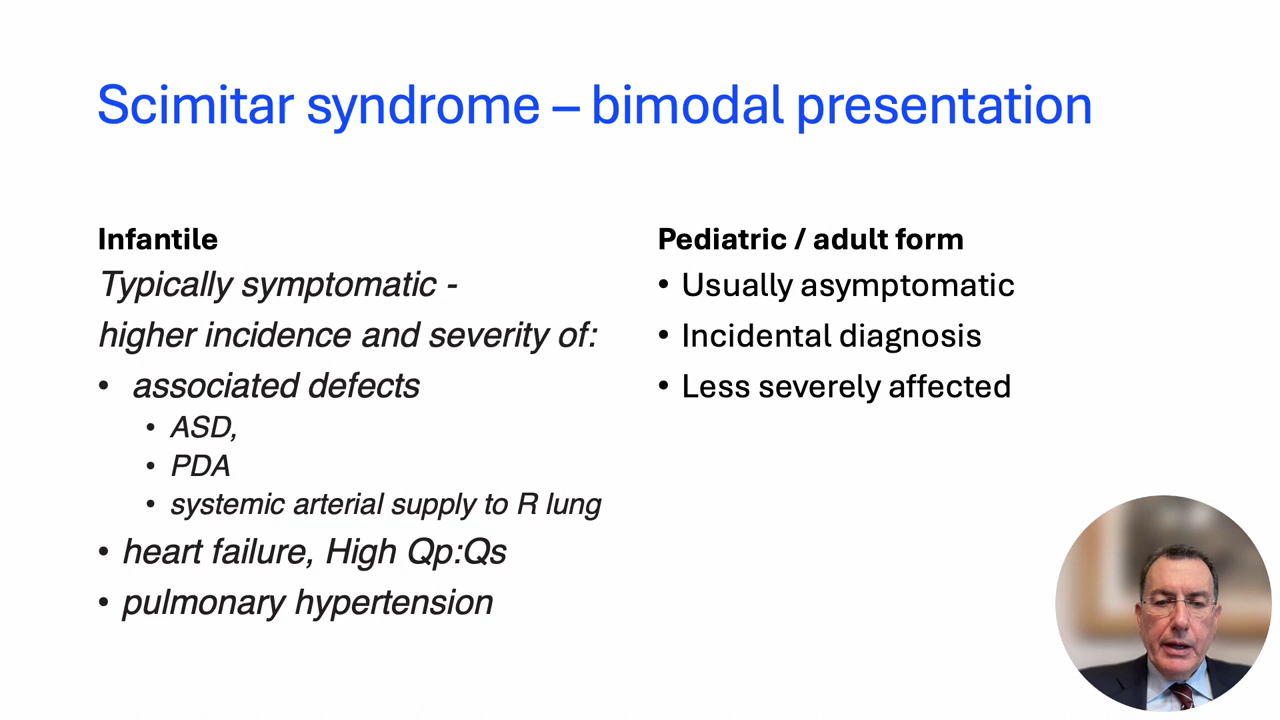 Scimitar syndrome – bimodal presentation
Infantile
Typically symptomatic -
higher incidence and severity of:
• associated defects
• ASD,
• PDA
• systemic arterial supply to R lung
• heart failure, High Qp:Qs
• pulmonary hypertension
Pediatric / adult form
• Usually asymptomatic
• Incidental diagnosis
• Less severely affected